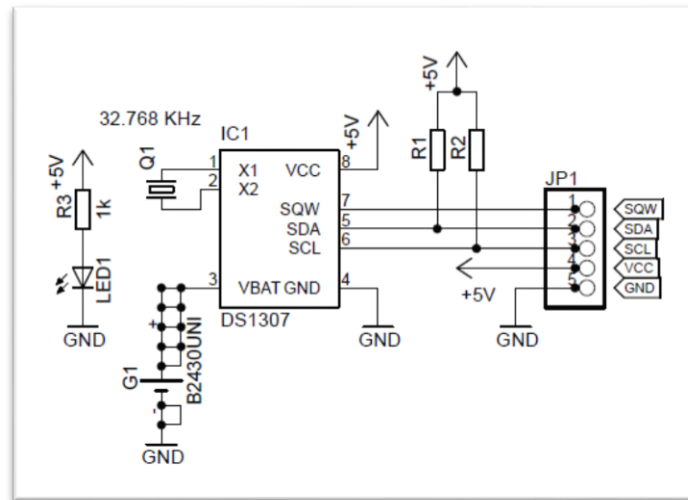 32.768 KHz
Q1
IC1
1
2
3
X1
X2
VBAT
VCC
SQW
SDA
SCL
GND
8
7
5
6
4
DS1307
+5V
R3
1k
LED1
GND
+
G1
B2430UNI
-
GND
+5V
GND
+5V
R1
R2
+5V
GND
JP1
1
2
3
4
5
SQW
SDA
SCL
VCC
GND